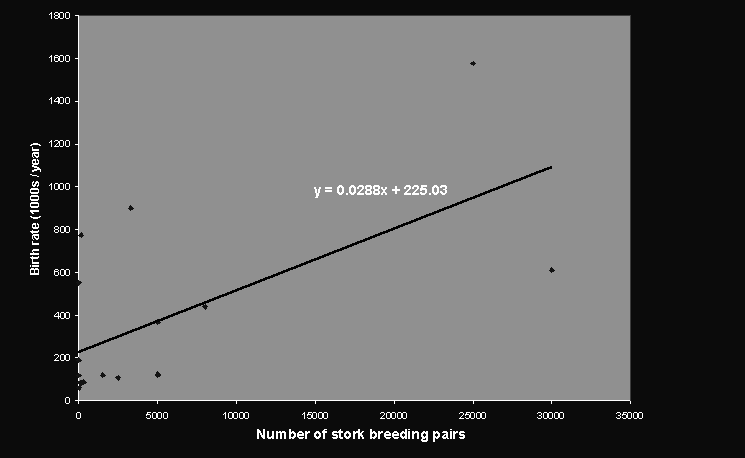 1800
1600
1400
1200
1000
800
600
400
200
0
Birth rate (1000s / year)
y = 0.0288x + 225.03
0 5000 10000 15000 20000 25000 30000 35000
Number of stork breeding pairs